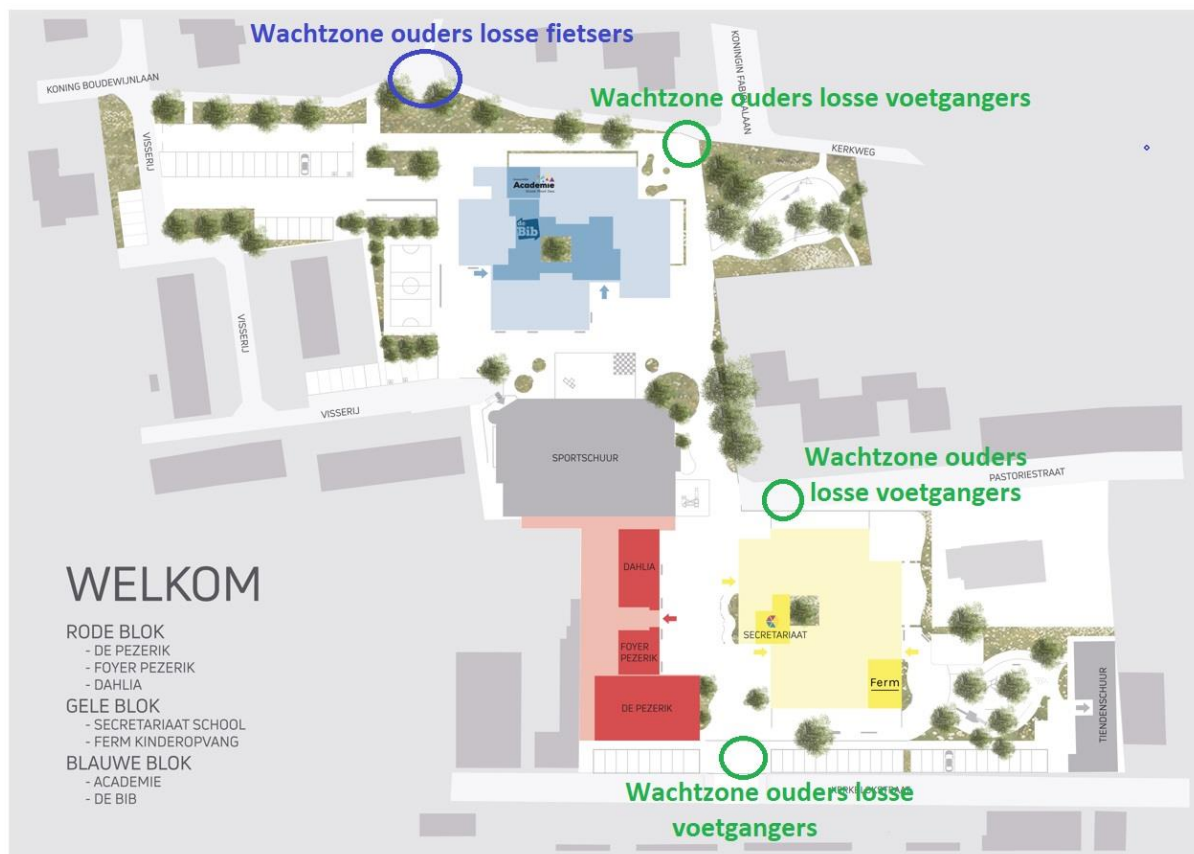 Wachtzone ouders losse fietsers
KONING BOUDEWIJNLAAN
KONINGIN FABIOLALAAN
Wachtzone ouders losse voetgangers
VISSERIJ
KERKWEG
Academie
de
Bib
VISSERIJ
VISSERIJ
SPORTSCHUUR
Wachtzone ouders
losse voetgangers
PASTORIESTRAAT
DAHLIA
SECRETARIAAT
FOYER
PEZERIK
Ferm
DE PEZERIK
TIENDENSCHUUR
WELKOM
RODE BLOK
- DE PEZERIK
- FOYER PEZERIK
- DAHLIA
GELE BLOK
- SECRETARIAAT SCHOOL
- FERM KINDEROPVANG
BLAUWE BLOK
- ACADEMIE
- DE BIB
KERKBLOKSTRAAT
Wachtzone ouders losse
voetgangers